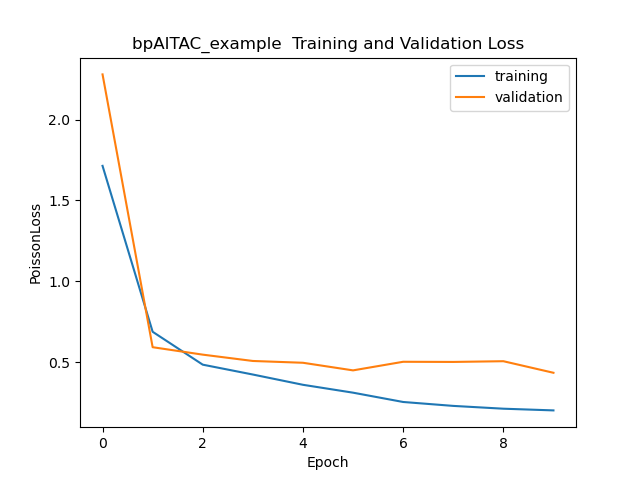 bpAITAC_example  Training and Validation Loss
training
validation
PoissonLoss
2.0
1.5
1.0
0.5
0 2 4 6 8
Epoch